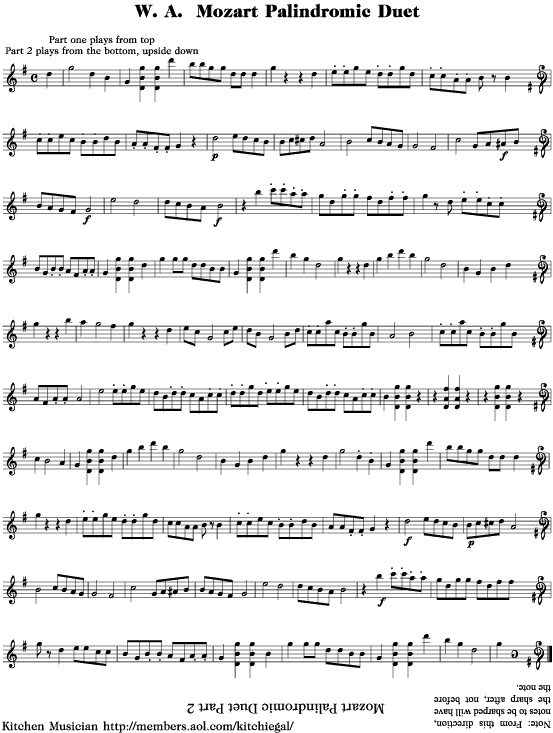 W. A. Mozart Palindromic Duet
Part one plays from top
Part 2 plays from the bottom, upside down
Mozart Palindromic Duet Part 2
Note: From this direction,
notes to be sharped will have
the sharp after, not before
the note.
Kitchen Musician http://members.aol.com/kitchiegal/